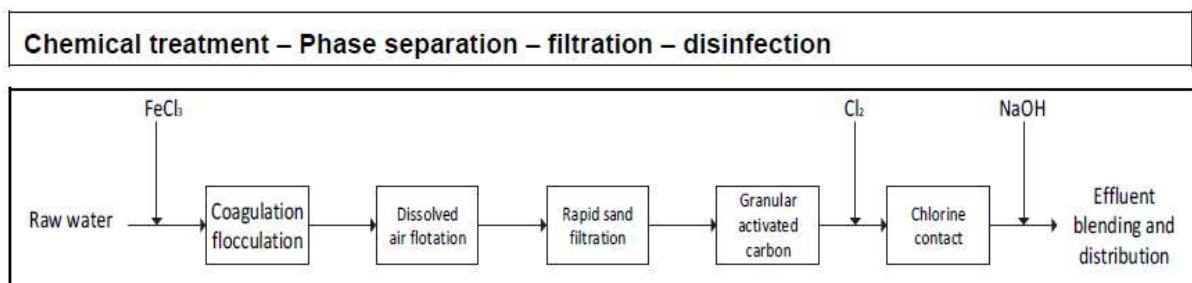 Chemical treatment – Phase separation – filtration – disinfection
FeCl₃
Cl₂
NaOH
Raw water
Coagulation
flocculation
Dissolved
air flotation
Rapid sand
filtration
Granular
activated
carbon
Chlorine
contact
Effluent
blending and
distribution